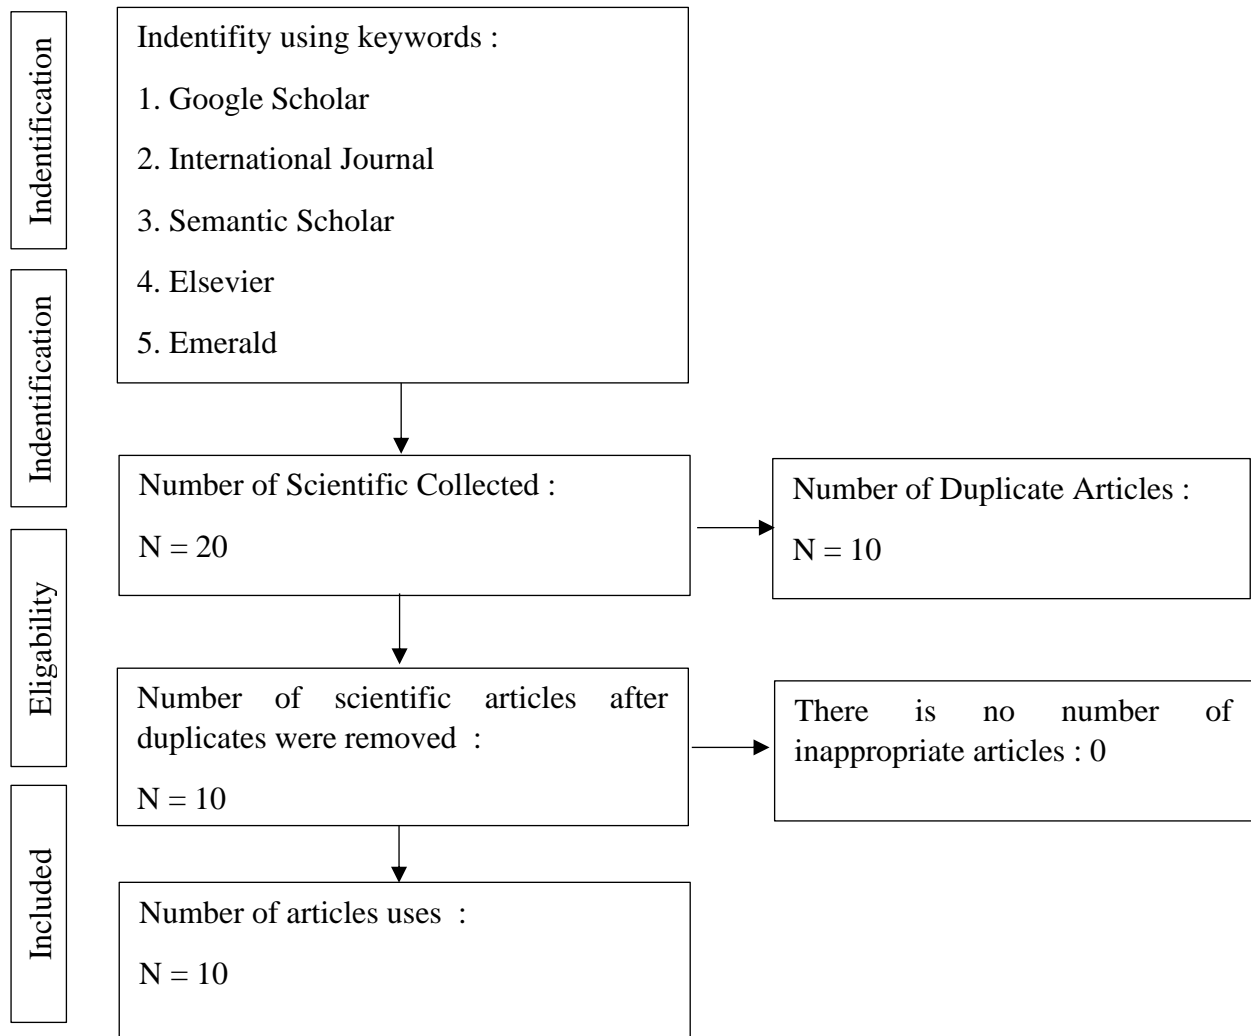 Indentification
Indentifity using keywords :
1. Google Scholar
2. International Journal
3. Semantic Scholar
4. Elsevier
5. Emerald
Indentification
Number of Scientific Collected :
N = 20
Number of Duplicate Articles :
N = 10
Eligability
Number of scientific articles after
duplicates were removed :
N = 10
There is no number of
inappropriate articles : 0
Included
Number of articles uses :
N = 10